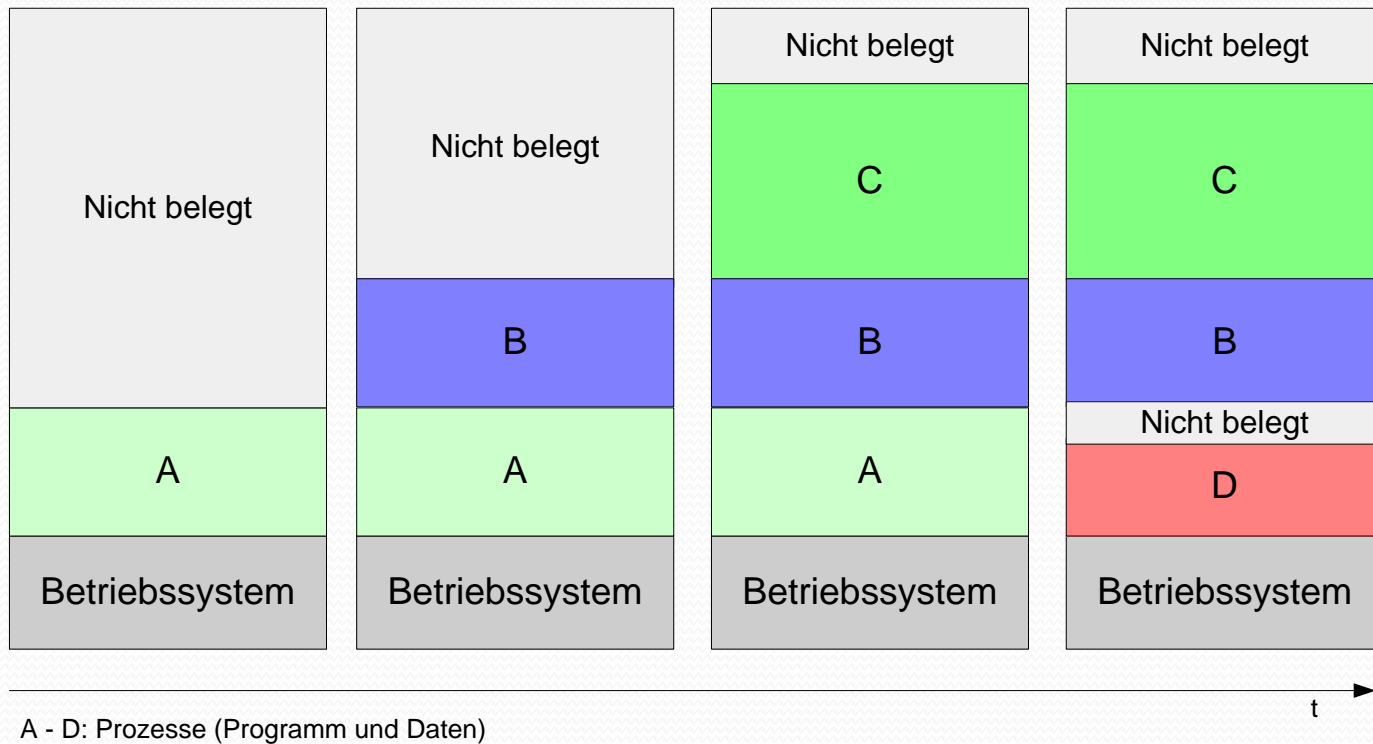 Nicht belegt
A
Betriebssystem
Nicht belegt
B
A
Betriebssystem
Nicht belegt
C
B
A
Betriebssystem
Nicht belegt
C
B
Nicht belegt
D
Betriebssystem
t
A - D: Prozesse (Programm und Daten)